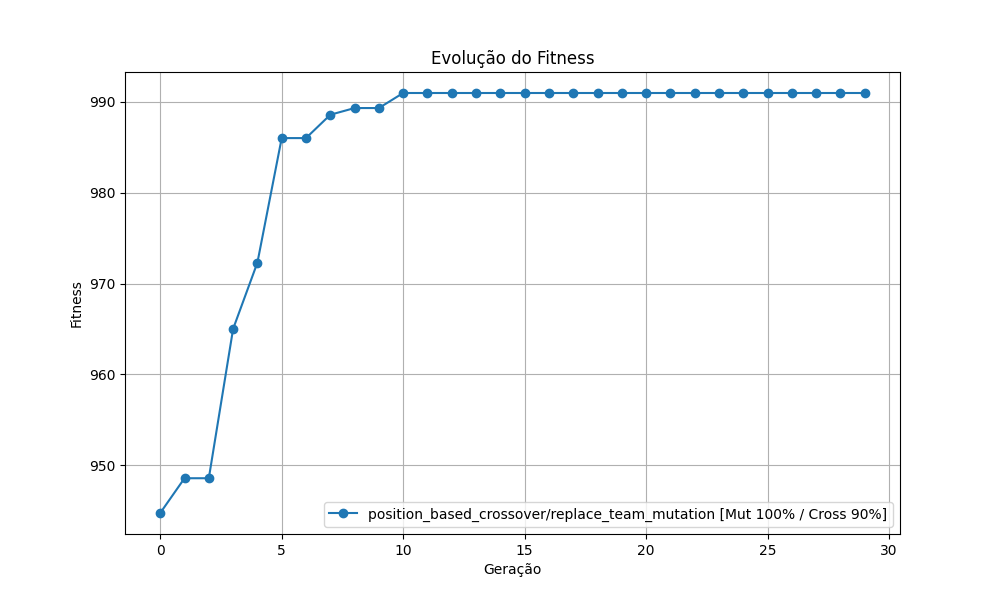 Evolução do Fitness
990
980
970
960
950
Fitness
position_based_crossover/replace_team_mutation [Mut 100% / Cross 90%]
0 5 10 15 20 25 30
Geração